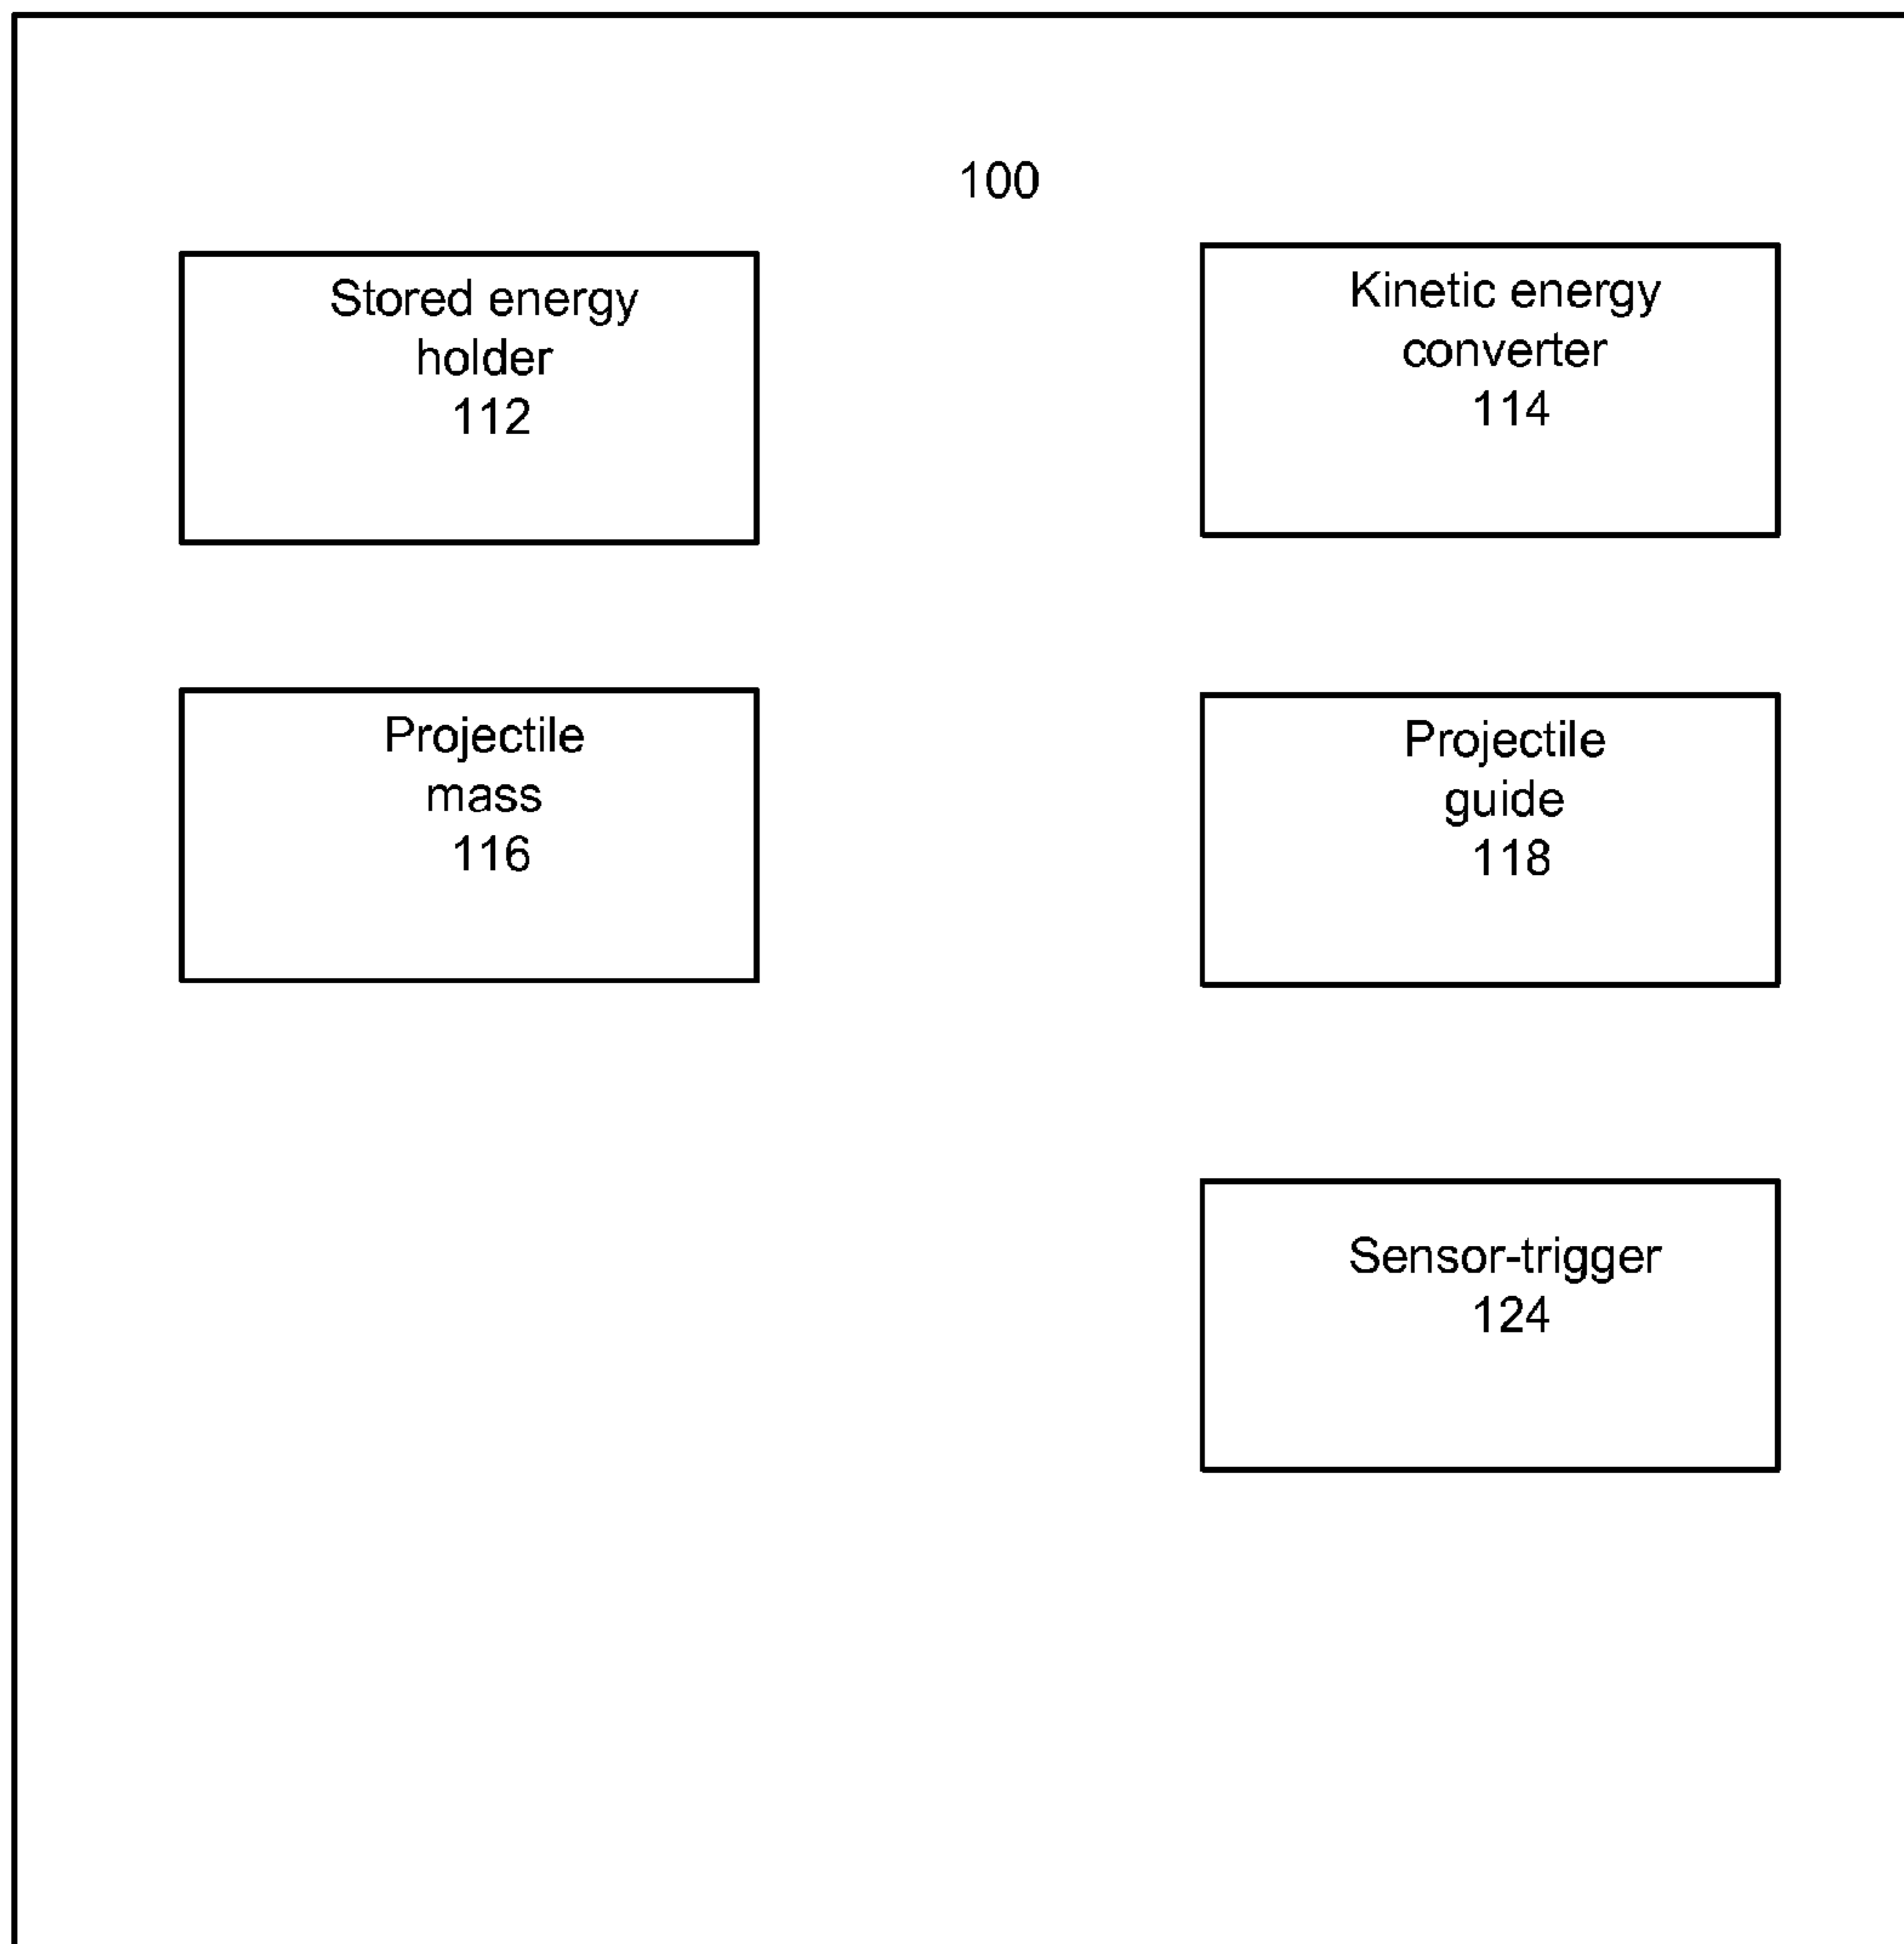 100
Stored energy
holder
112
Kinetic energy
converter
114
Projectile
mass
116
Projectile
guide
118
Sensor-trigger
124